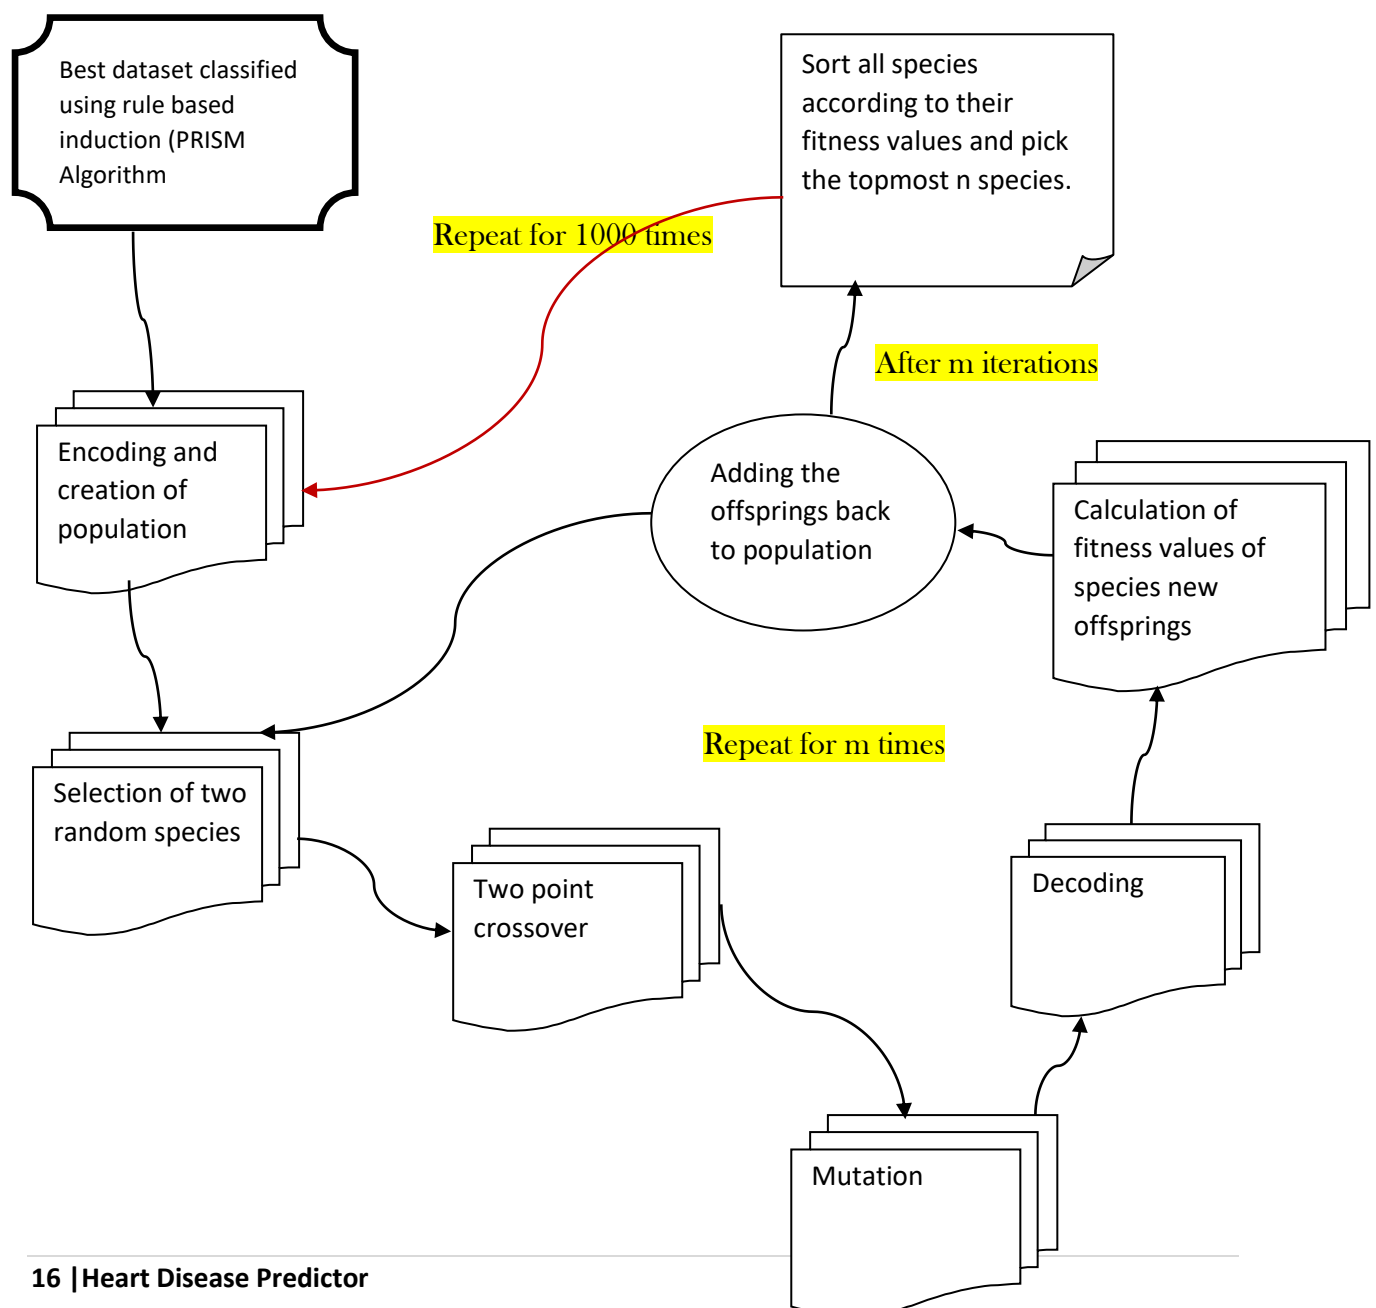 Best dataset classified
using rule based
induction (PRISM
Algorithm
Sort all species
according to their
fitness values and pick
the topmost n species.
Repeat for 1000 times
After m iterations
Encoding and
creation of
population
Adding the
offsprings back
to population
Calculation of
fitness values of
species new
offsprings
Repeat for m times
Selection of two
random species
Two point
crossover
Decoding
Mutation
16 |Heart Disease Predictor